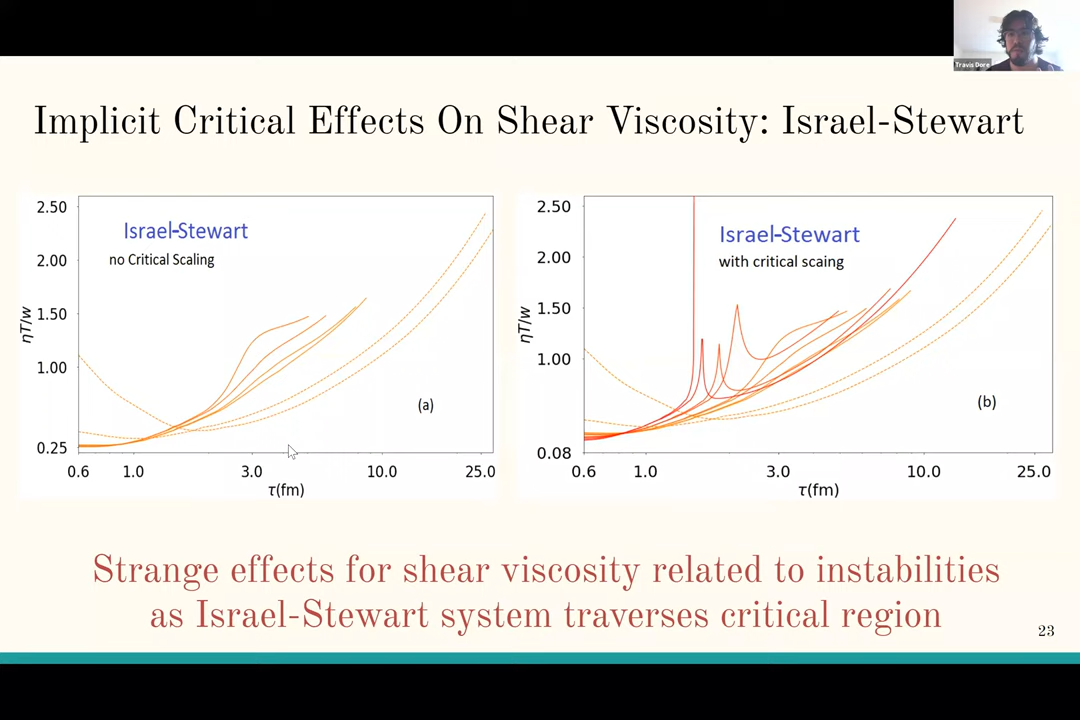 Travis Dore
Implicit Critical Effects On Shear Viscosity: Israel-Stewart
2.50
2.00
1.50
1.00
0.25
ηT/w
Israel-Stewart
no Critical Scaling
(a)
0.6
1.0
3.0
10.0
25.0
τ(fm)
2.50
2.00
1.50
1.00
0.08
ηT/w
Israel-Stewart
with critical scaing
(b)
0.6
1.0
3.0
10.0
25.0
τ(fm)
Strange effects for shear viscosity related to instabilities
as Israel-Stewart system traverses critical region
23